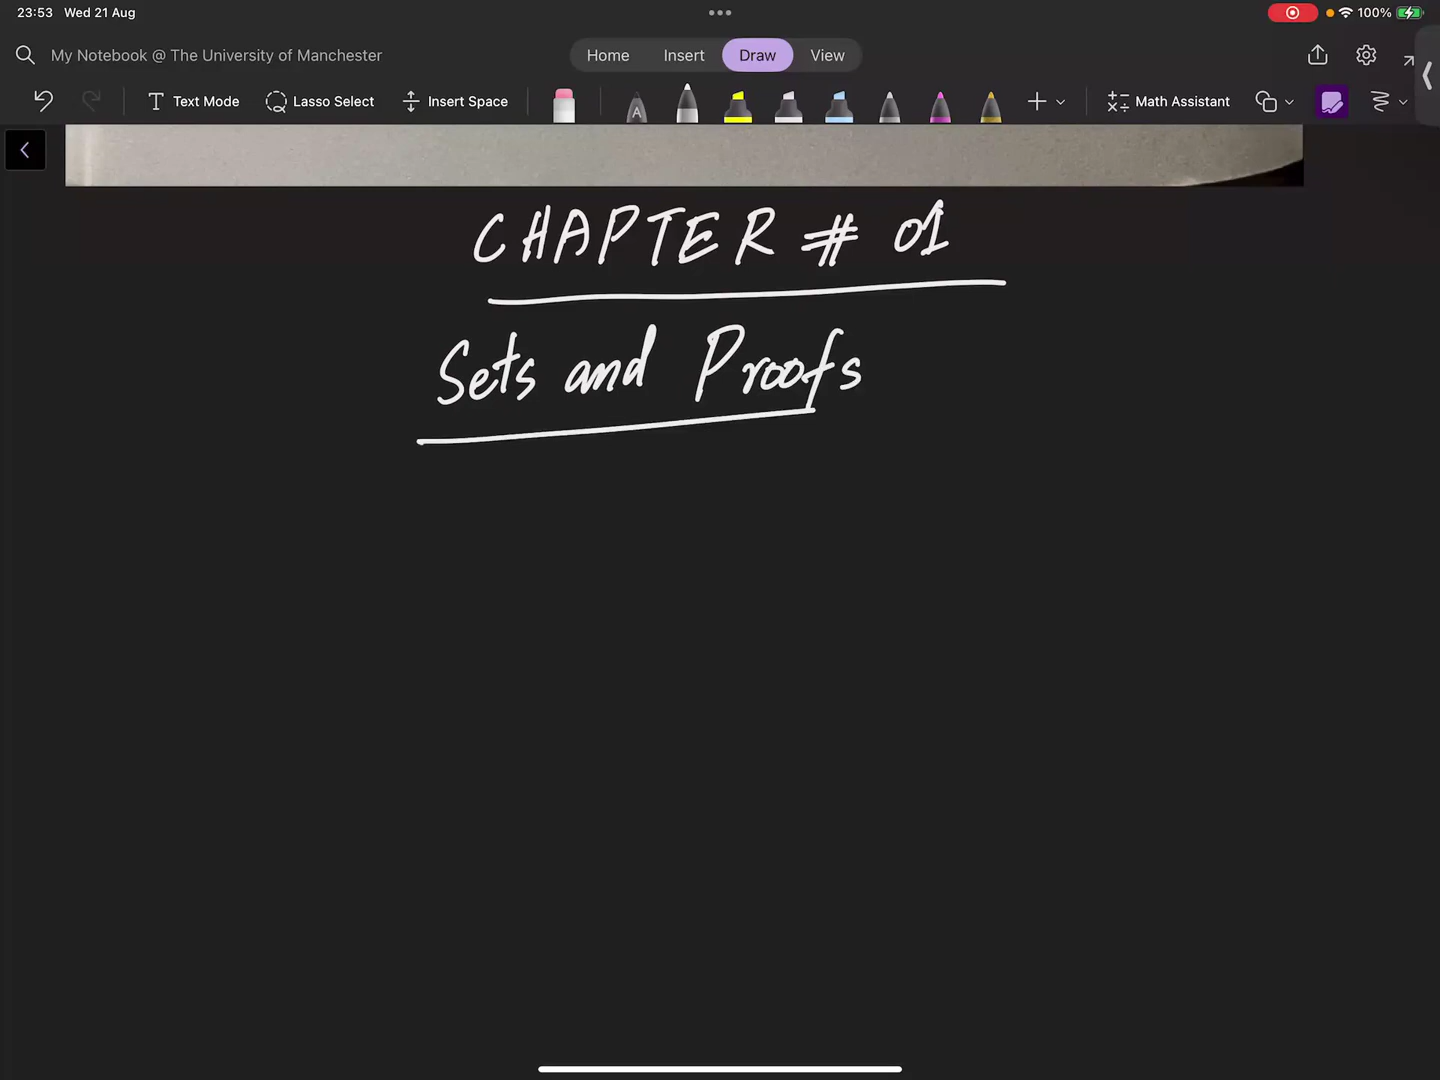 23:53 Wed 21 Aug 100%
My Notebook @ The University of Manchester Home Insert Draw View
Text Mode Lasso Select Insert Space A Math Assistant
CHAPTER # 01
Sets and Proofs